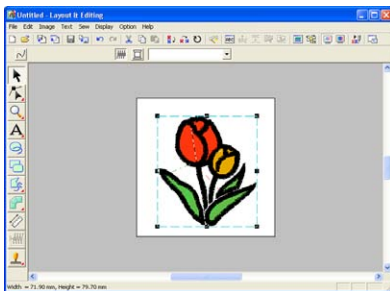 Untitled - Layout & Editing
File Edit Image Text Sew Display Option Help
A
Width = 71.90 mm, Height = 79.70 mm